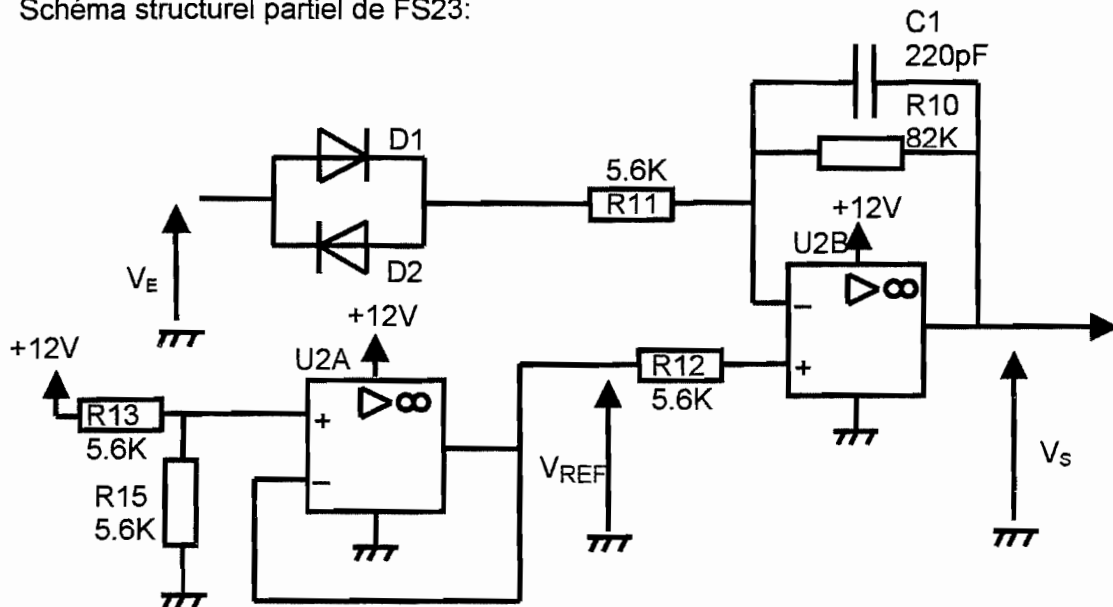 Schéma structurel partiel de FS23:
C1
220pF
R10
82K
D1
5.6K
R11
+12V
U2B
∞
−
+
D2
VE
+12V
+12V
U2A
∞
R13
5.6K
+
−
R15
5.6K
R12
5.6K
VREF
VS